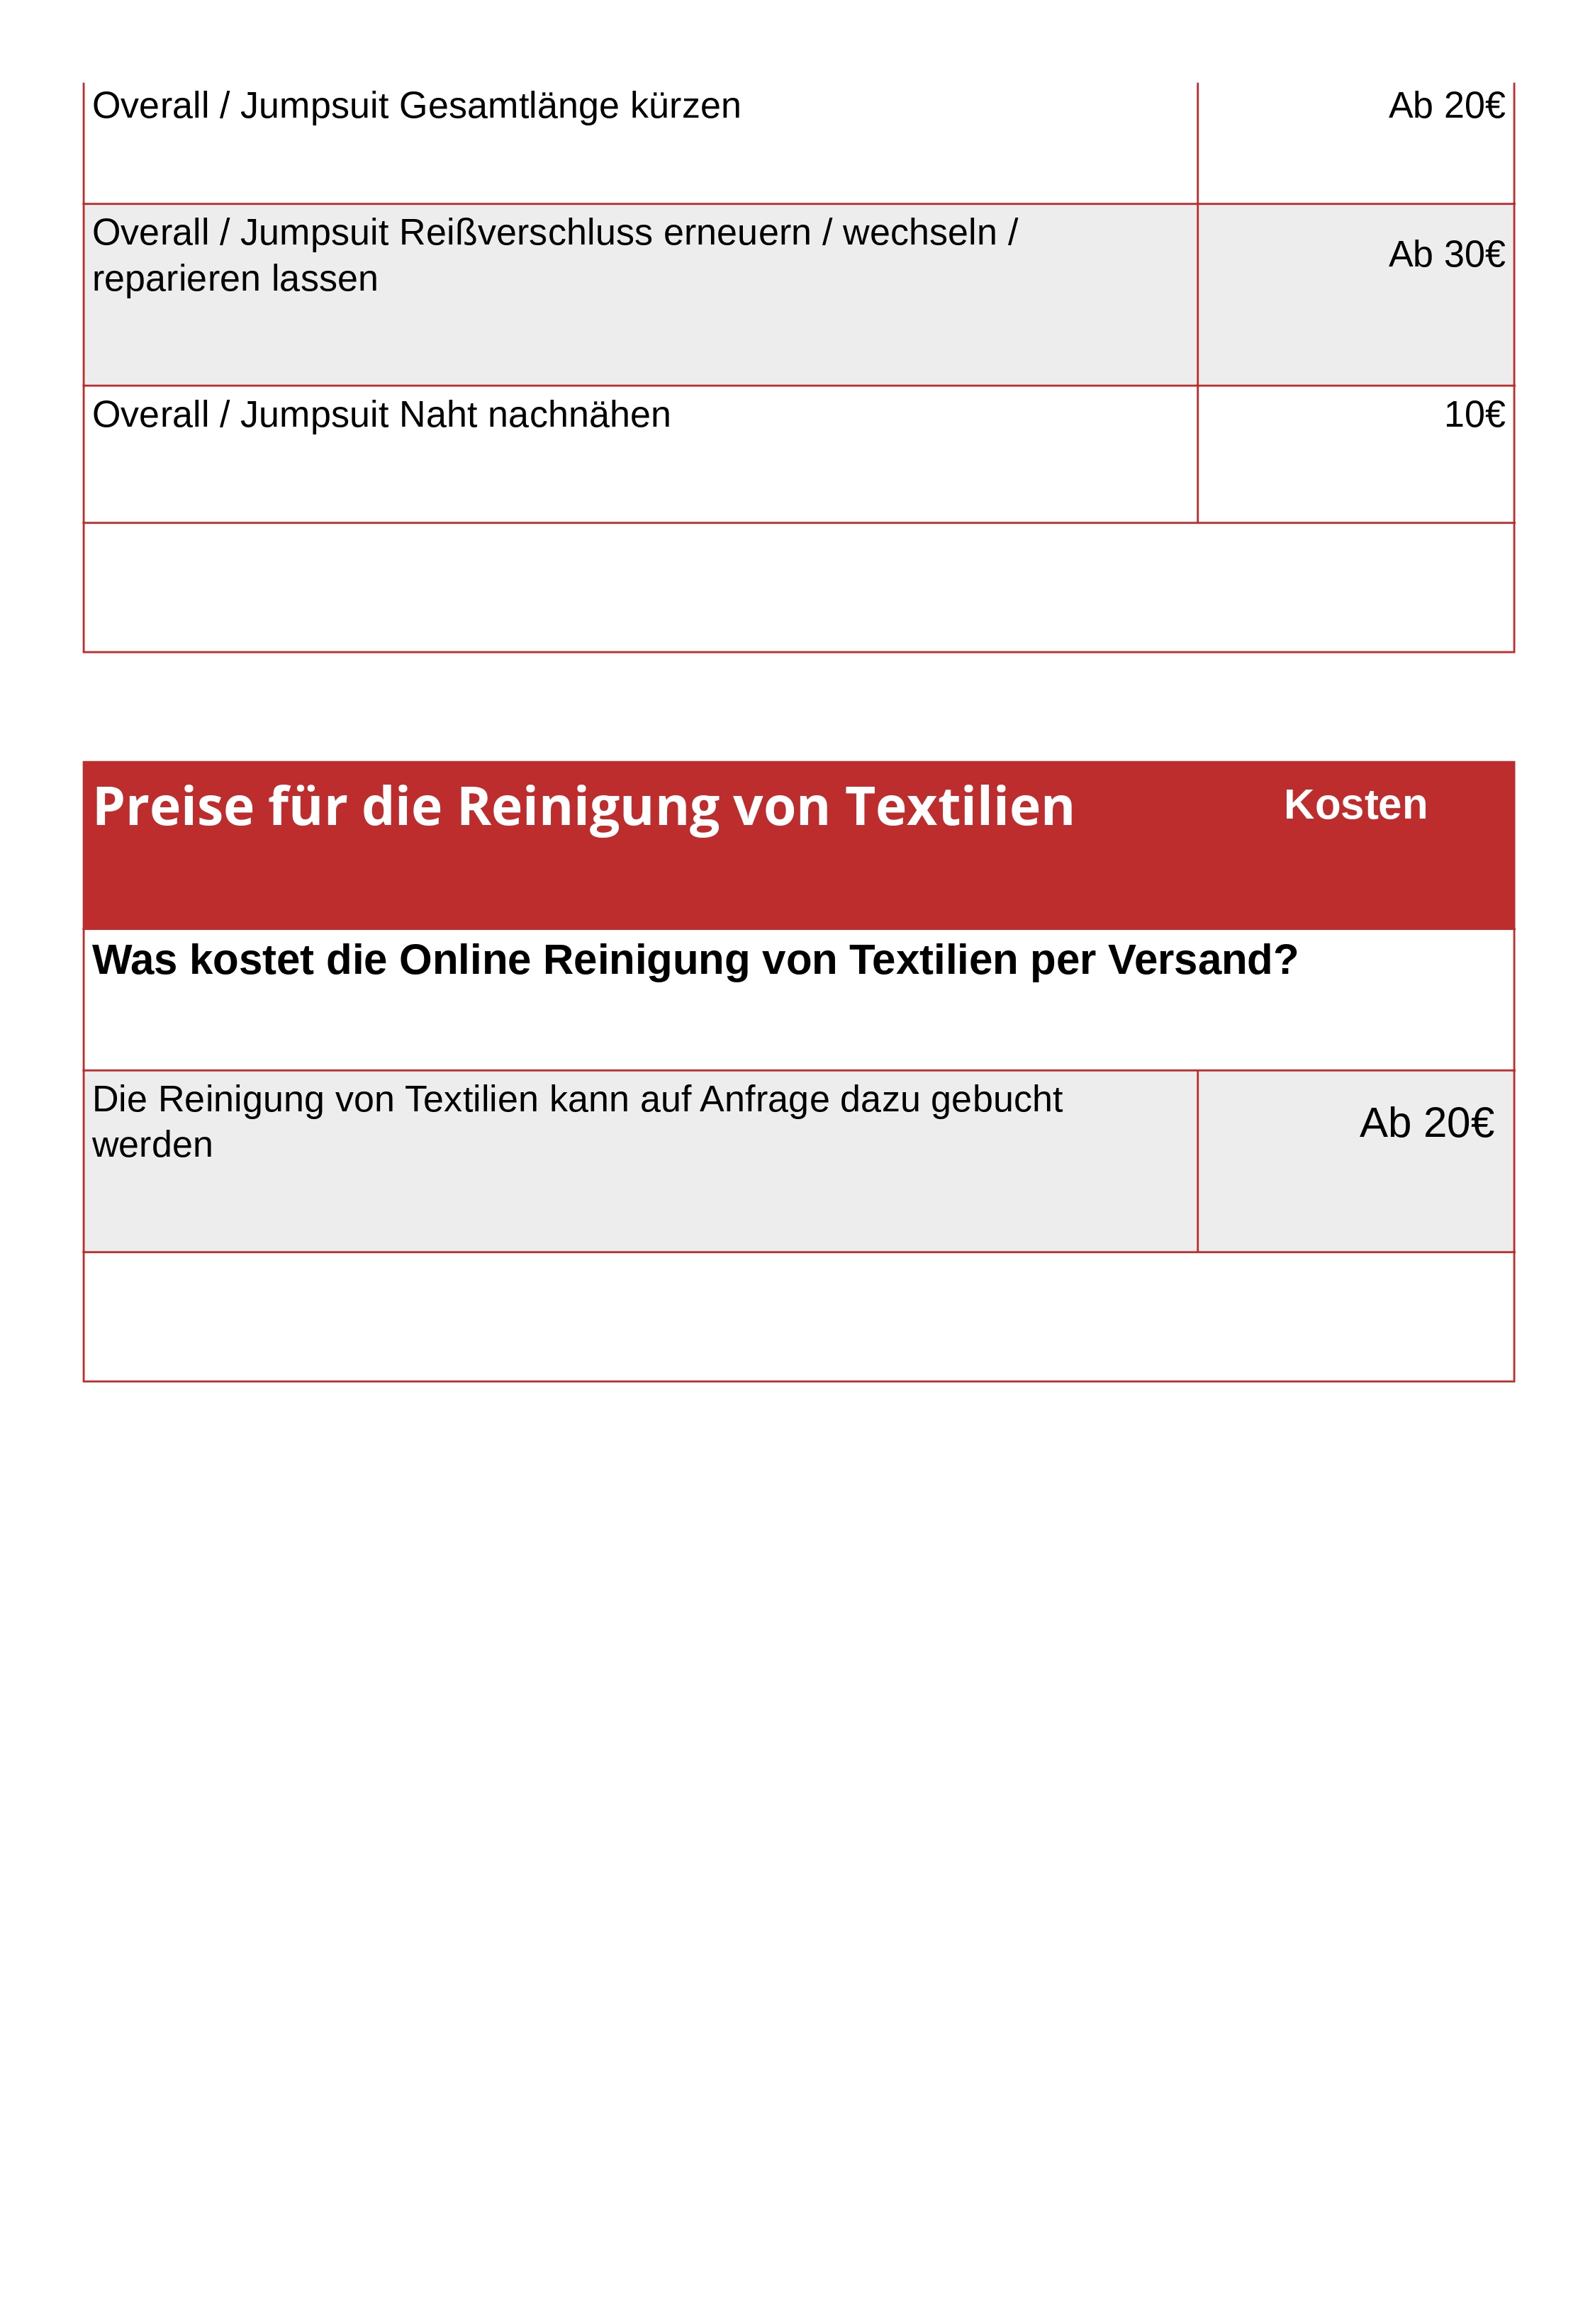 Overall / Jumpsuit Gesamtlänge kürzen Ab 20€
Overall / Jumpsuit Reißverschluss erneuern / wechseln /
reparieren lassen
Ab 30€
Overall / Jumpsuit Naht nachnähen 10€
Preise für die Reinigung von Textilien Kosten
Was kostet die Online Reinigung von Textilien per Versand?
Die Reinigung von Textilien kann auf Anfrage dazu gebucht
werden
Ab 20€